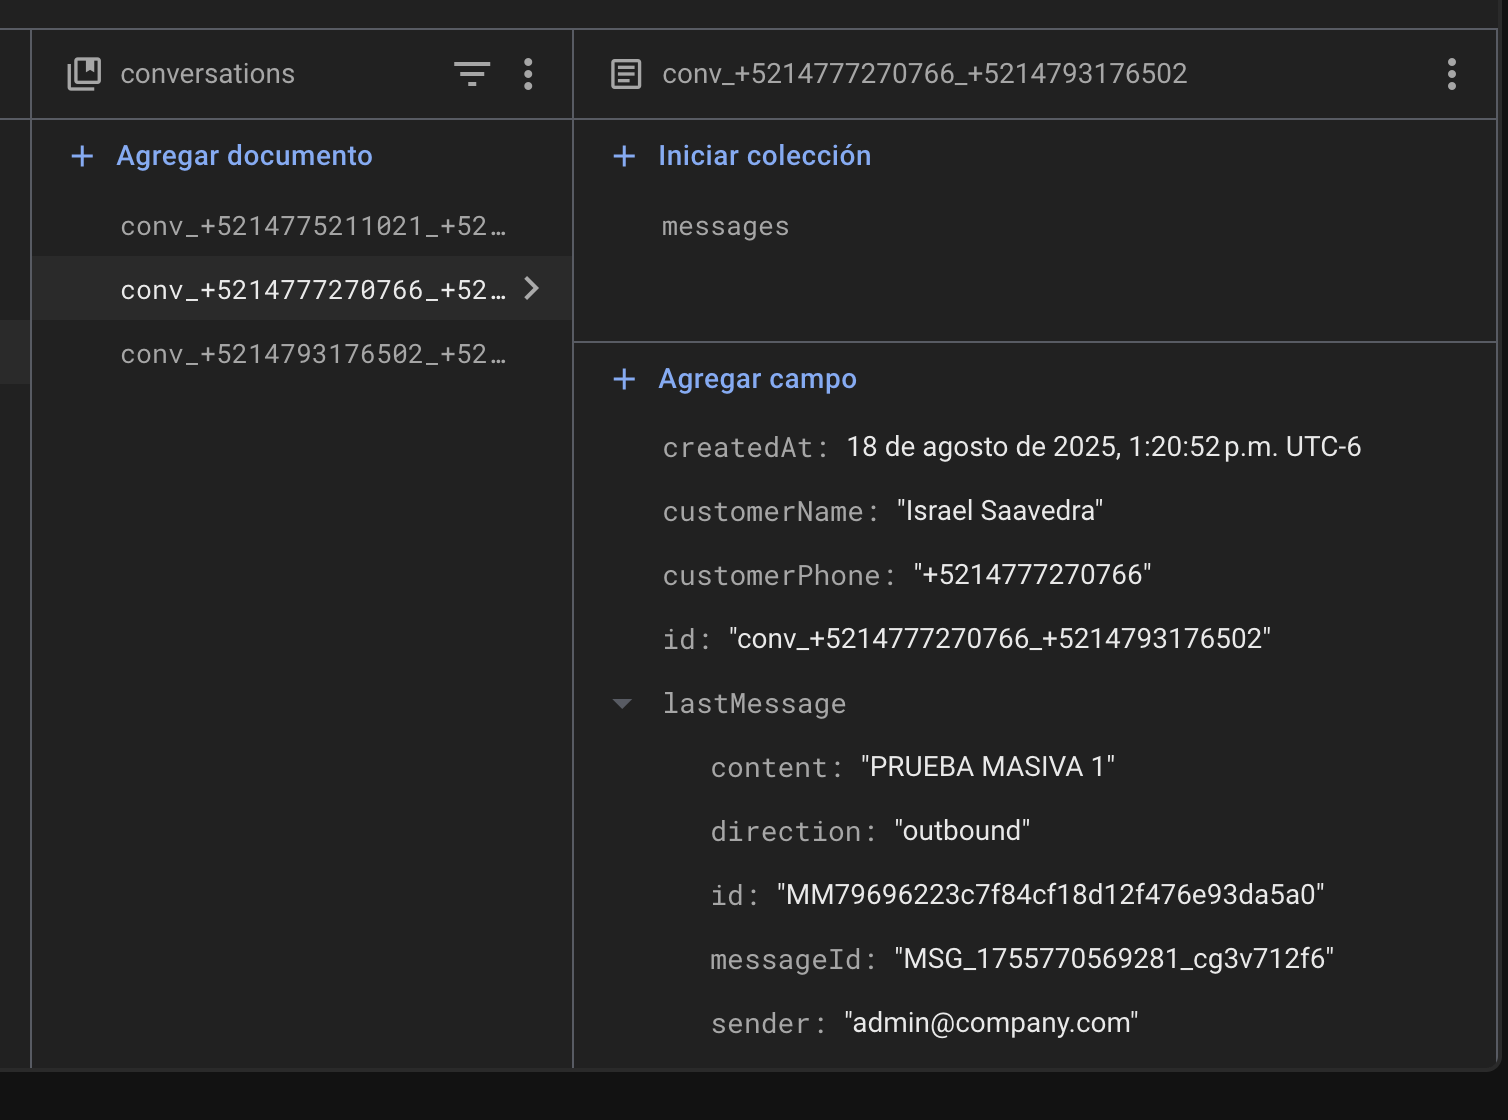 conversations
Agregar documento
conv_+5214775211021_+52…
conv_+5214777270766_+52…
conv_+5214793176502_+52…
conv_+5214777270766_+5214793176502
Iniciar colección
messages
Agregar campo
createdAt: 18 de agosto de 2025, 1:20:52 p.m. UTC-6
customerName: "Israel Saavedra"
customerPhone: "+5214777270766"
id: "conv_+5214777270766_+5214793176502"
lastMessage
content: "PRUEBA MASIVA 1"
direction: "outbound"
id: "MM79696223c7f84cf18d12f476e93da5a0"
messageId: "MSG_1755770569281_cg3v712f6"
sender: "admin@company.com"